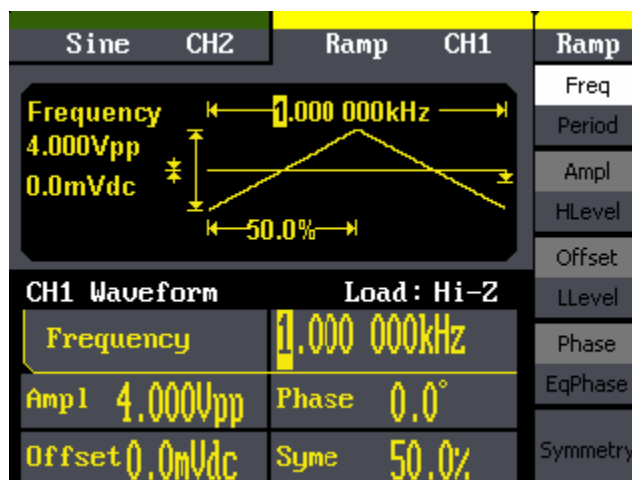 Sine CH2 Ramp CH1 Ramp
Frequency 1.000 000kHz
4.000Vpp
0.0mVdc
50.0%
CH1 Waveform Load: Hi-Z
Frequency 1.000 000kHz
Ampl 4.000Vpp Phase 0.0°
Offset 0.0mVdc Syme 50.0%
Freq
Period
Ampl
HLevel
Offset
LLevel
Phase
EqPhase
Symmetry